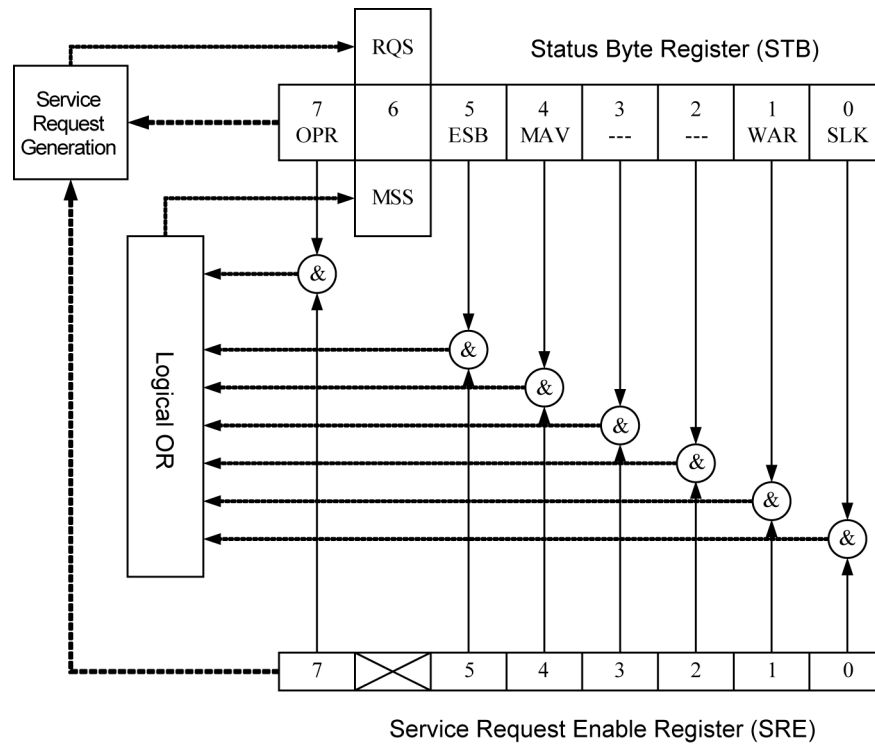 RQS
Status Byte Register (STB)
Service
Request
Generation
7 6 5 4 3 2 1 0
OPR ESB MAV --- --- WAR SLK
MSS
&
Logical OR
&
&
&
&
&
&
7 5 4 3 2 1 0
Service Request Enable Register (SRE)